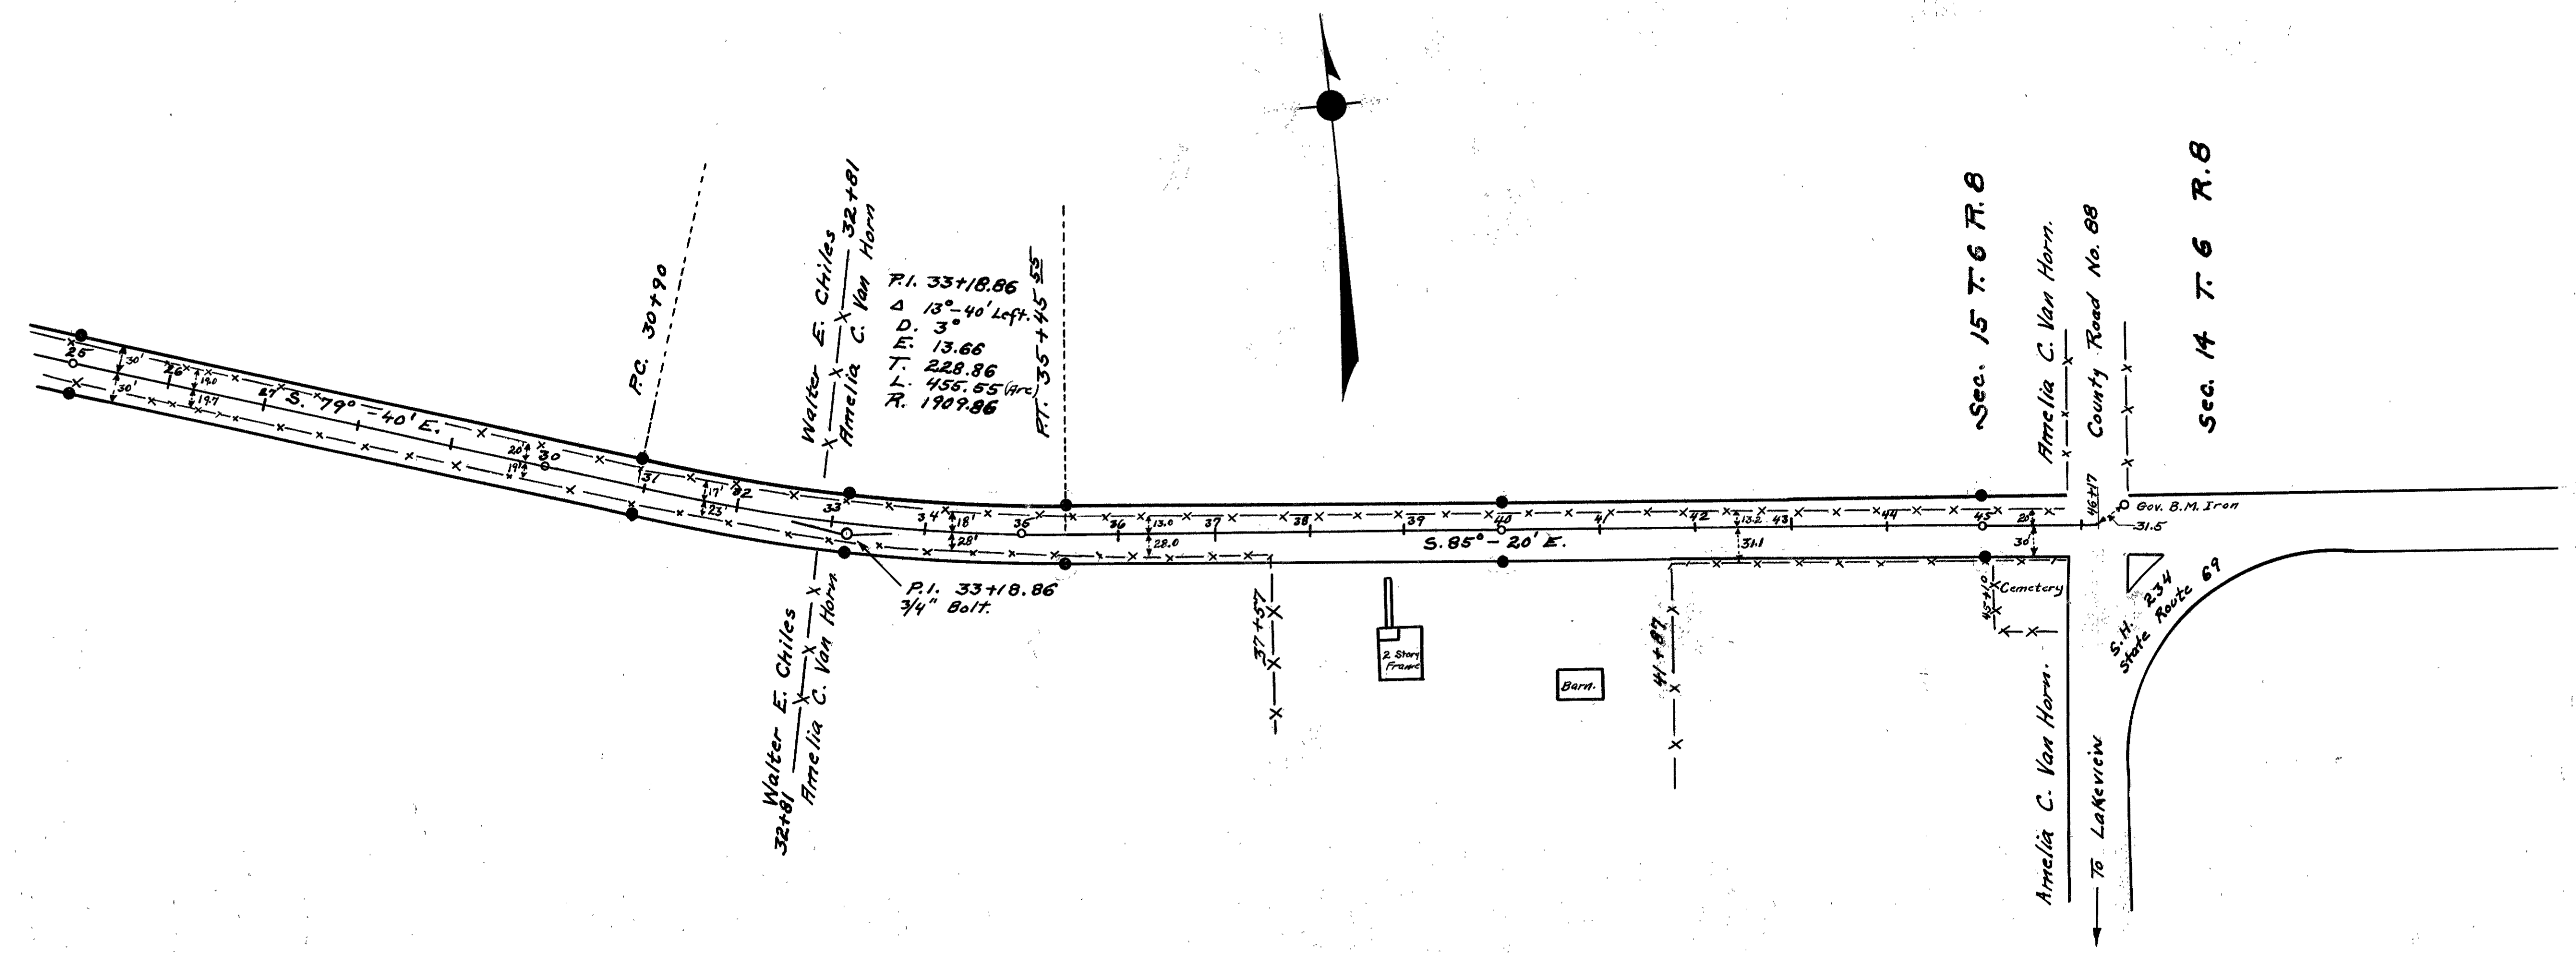 25
30'
30'
26
19.0
19.7
27
S. 79° - 40' E.
20'
19'
30
P.C. 30+90
31
17'
23'
32
33
Walter E. Chiles
32+81
Amelia C. Van Horn
P.I. 33+18.86
Δ 13°-40' Left.
D. 3°
E. 13.66
T. 228.86
L. 455.55 (Arc)
R. 1909.86
P.T. 35+45 55
34
18'
28'
35
36
13.0
28.0
37
38
39
40
S. 85° - 20' E.
41
42
13.2
31.1
43
44
45
20'
30'
P.I. 33+18.86
3/4" Bolt.
Walter E. Chiles
32+81
Amelia C. Van Horn
37+57
2 Story
Frame
Barn.
41+87
45+10
Cemetery
Sec. 15 T. 6 R. 8
Amelia C. Van Horn.
County Road No. 88
46+17
Sec. 14 T. 6 R. 8
Gov. B.M. Iron
31.5
S.H. 234
State Route 69
Amelia C. Van Horn.
To Lakeview